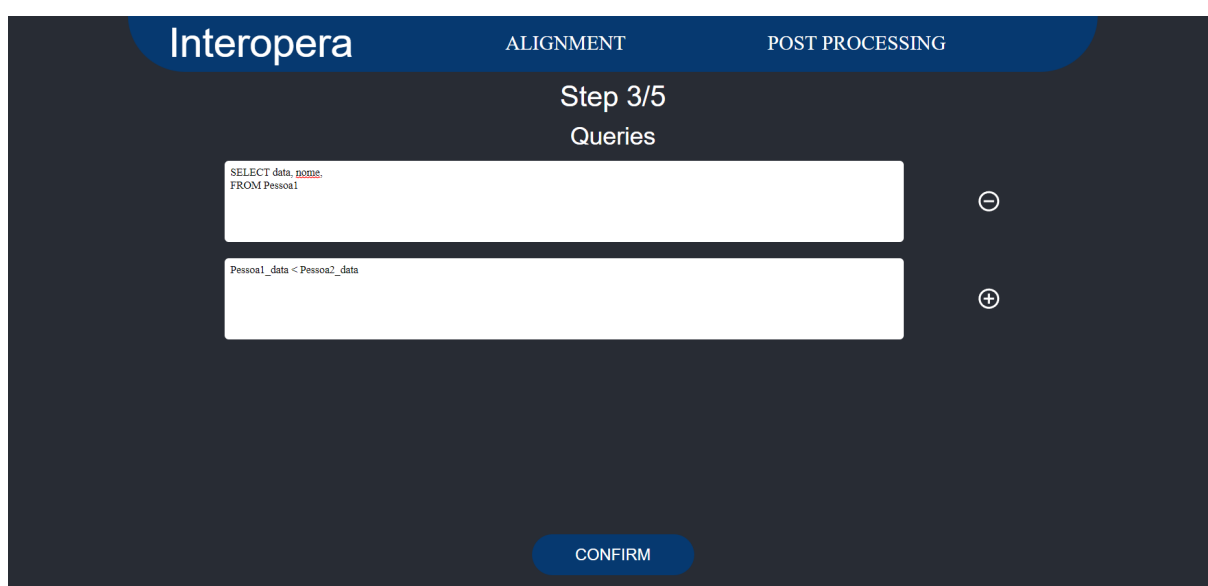 Interopera ALIGNMENT POST PROCESSING
Step 3/5
Queries
SELECT data, nome,
FROM Pessoa1
Pessoa1_data < Pessoa2_data
CONFIRM